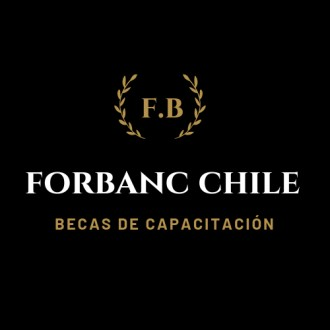 F.B
FORBANC CHILE
BECAS DE CAPACITACIÓN